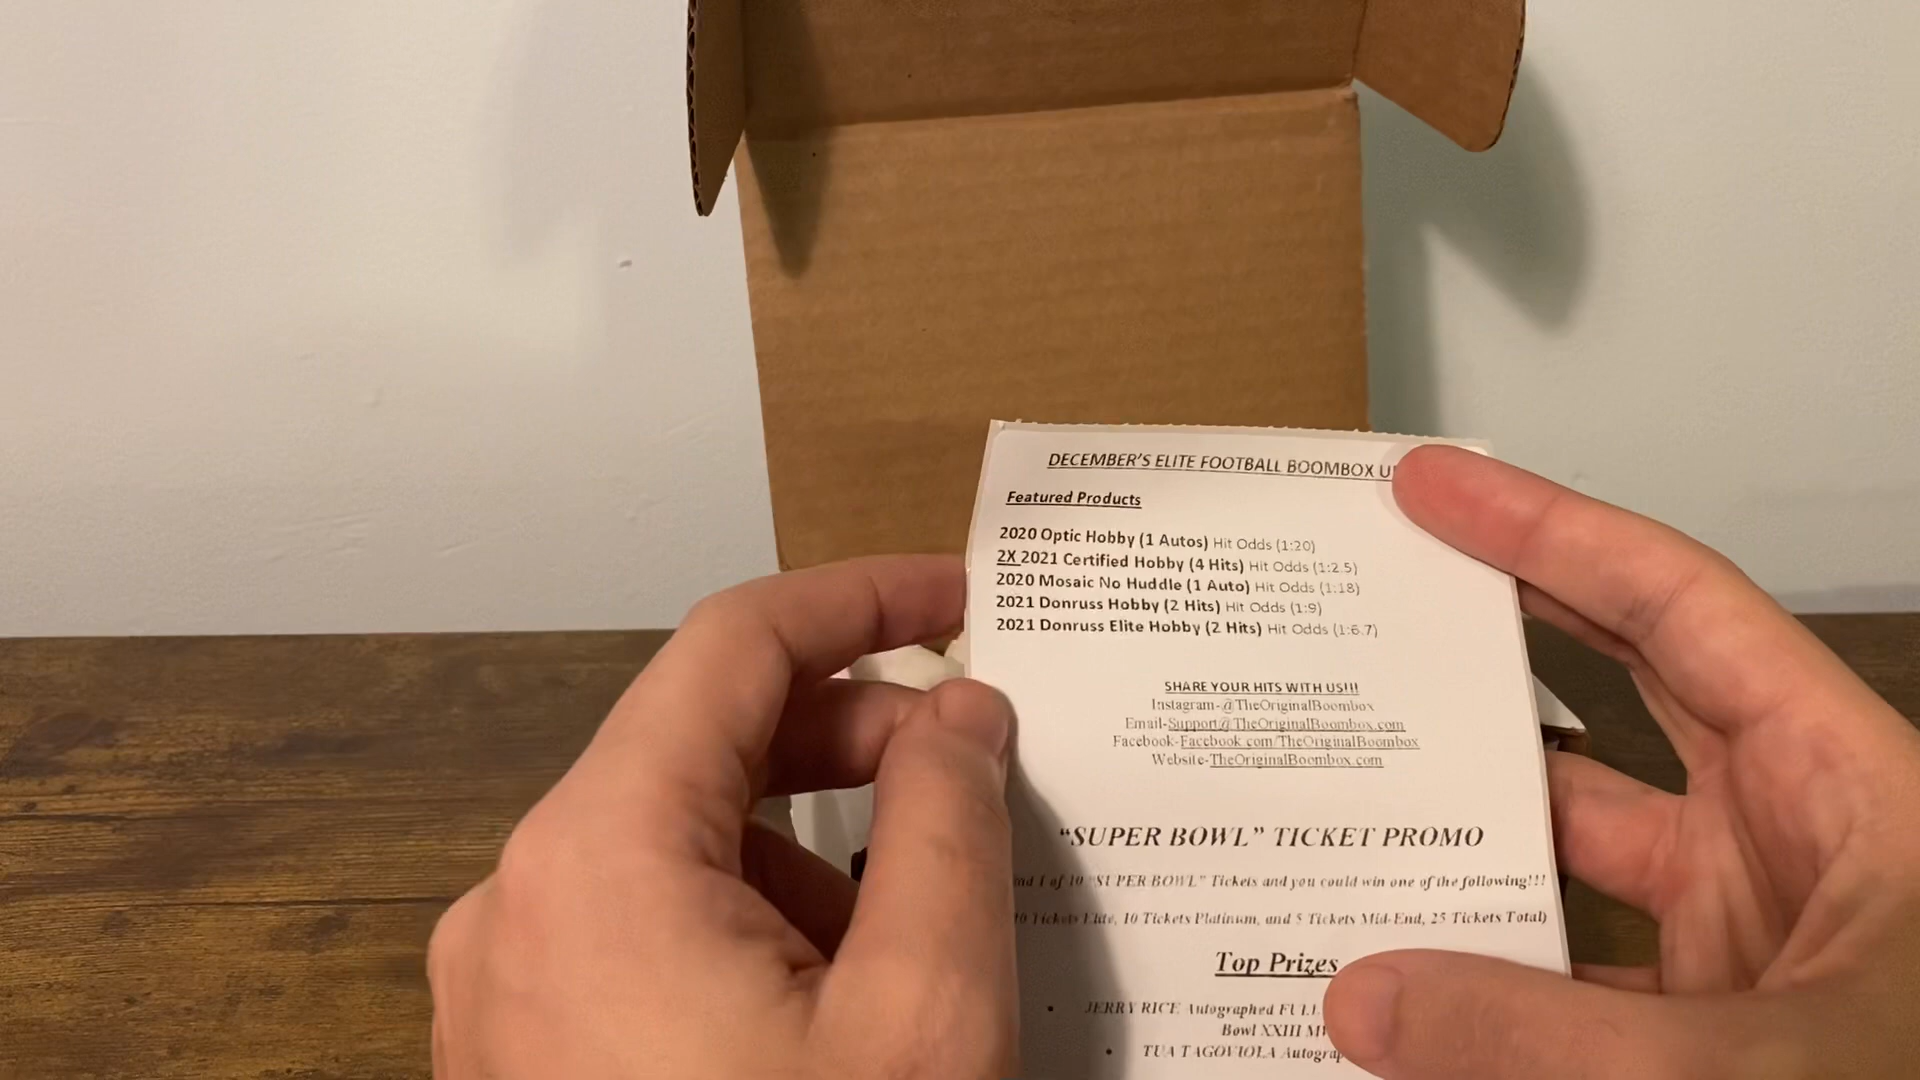 DECEMBER'S ELITE FOOTBALL BOOMBOX
Featured Products
2020 Optic Hobby (1 Autos) Hit Odds (1:20)
2X 2021 Certified Hobby (4 Hits) Hit Odds (1:2.5)
2020 Mosaic No Huddle (1 Auto) Hit Odds (1:18)
2021 Donruss Hobby (2 Hits) Hit Odds (1:9)
2021 Donruss Elite Hobby (2 Hits) Hit Odds (1:6.7)
SHARE YOUR HITS WITH US!!!
Instagram-@TheOriginalBoombox
Email-Support@TheOriginalBoombox.com
Facebook-Facebook.com/TheOriginalBoombox
Website-TheOriginalBoombox.com
"SUPER BOWL" TICKET PROMO
1 of 10 "SUPER BOWL" Tickets and you could win one of the following!!!
Tickets Elite, 10 Tickets Platinum, and 5 Tickets Mid-End, 25 Tickets Total)
Top Prizes
• JERRY RICE Autographed FULL
Bowl XXIII
• TUA TAGOVIOLA